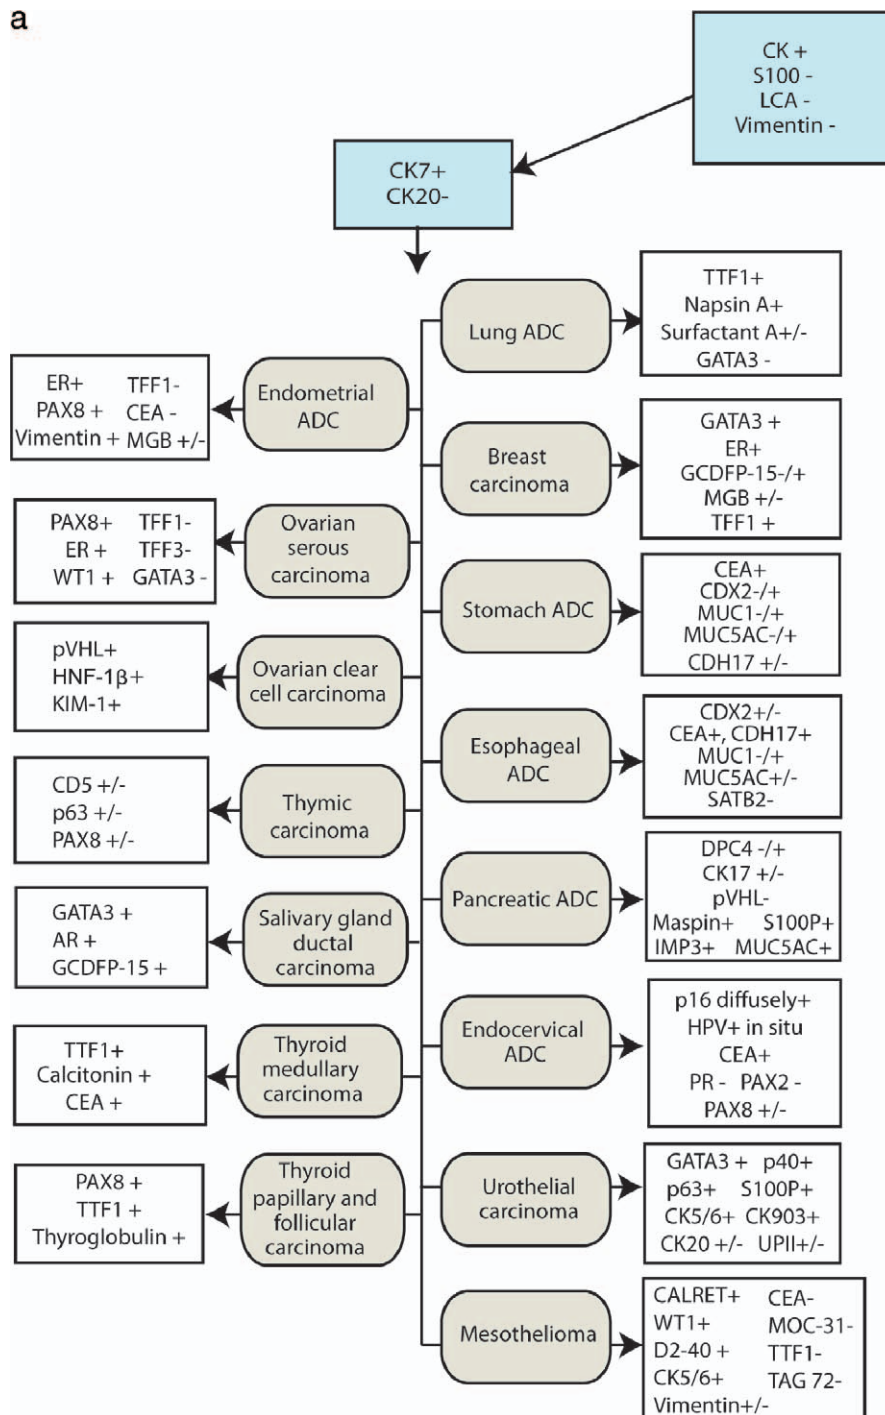 a
CK +
S100 -
LCA -
Vimentin -
CK7+
CK20-
Lung ADC
TTF1+
Napsin A+
Surfactant A+/-
GATA3 -
Endometrial
ADC
ER+ TFF1-
PAX8 + CEA -
Vimentin + MGB +/-
Breast
carcinoma
GATA3 +
ER+
GCDFP-15-/+
MGB +/-
TFF1 +
Ovarian
serous
carcinoma
PAX8+ TFF1-
ER + TFF3-
WT1 + GATA3 -
Stomach ADC
CEA+
CDX2-/+
MUC1-/+
MUC5AC-/+
CDH17 +/-
Ovarian clear
cell carcinoma
pVHL+
HNF-1β+
KIM-1+
Esophageal
ADC
CDX2+/-
CEA+, CDH17+
MUC1-/+
MUC5AC+/-
SATB2-
Thymic
carcinoma
CD5 +/-
p63 +/-
PAX8 +/-
Pancreatic ADC
DPC4 -/+
CK17 +/-
pVHL-
Maspin+ S100P+
IMP3+ MUC5AC+
Salivary gland
ductal
carcinoma
GATA3 +
AR +
GCDFP-15 +
Endocervical
ADC
p16 diffusely+
HPV+ in situ
CEA+
PR - PAX2 -
PAX8 +/-
Thyroid
medullary
carcinoma
TTF1+
Calcitonin +
CEA +
Urothelial
carcinoma
GATA3 + p40+
p63+ S100P+
CK5/6+ CK903+
CK20 +/- UPII+/-
Thyroid
papillary and
follicular
carcinoma
PAX8 +
TTF1 +
Thyroglobulin +
Mesothelioma
CALRET+ CEA-
WT1+ MOC-31-
D2-40 + TTF1-
CK5/6+ TAG 72-
Vimentin+/-